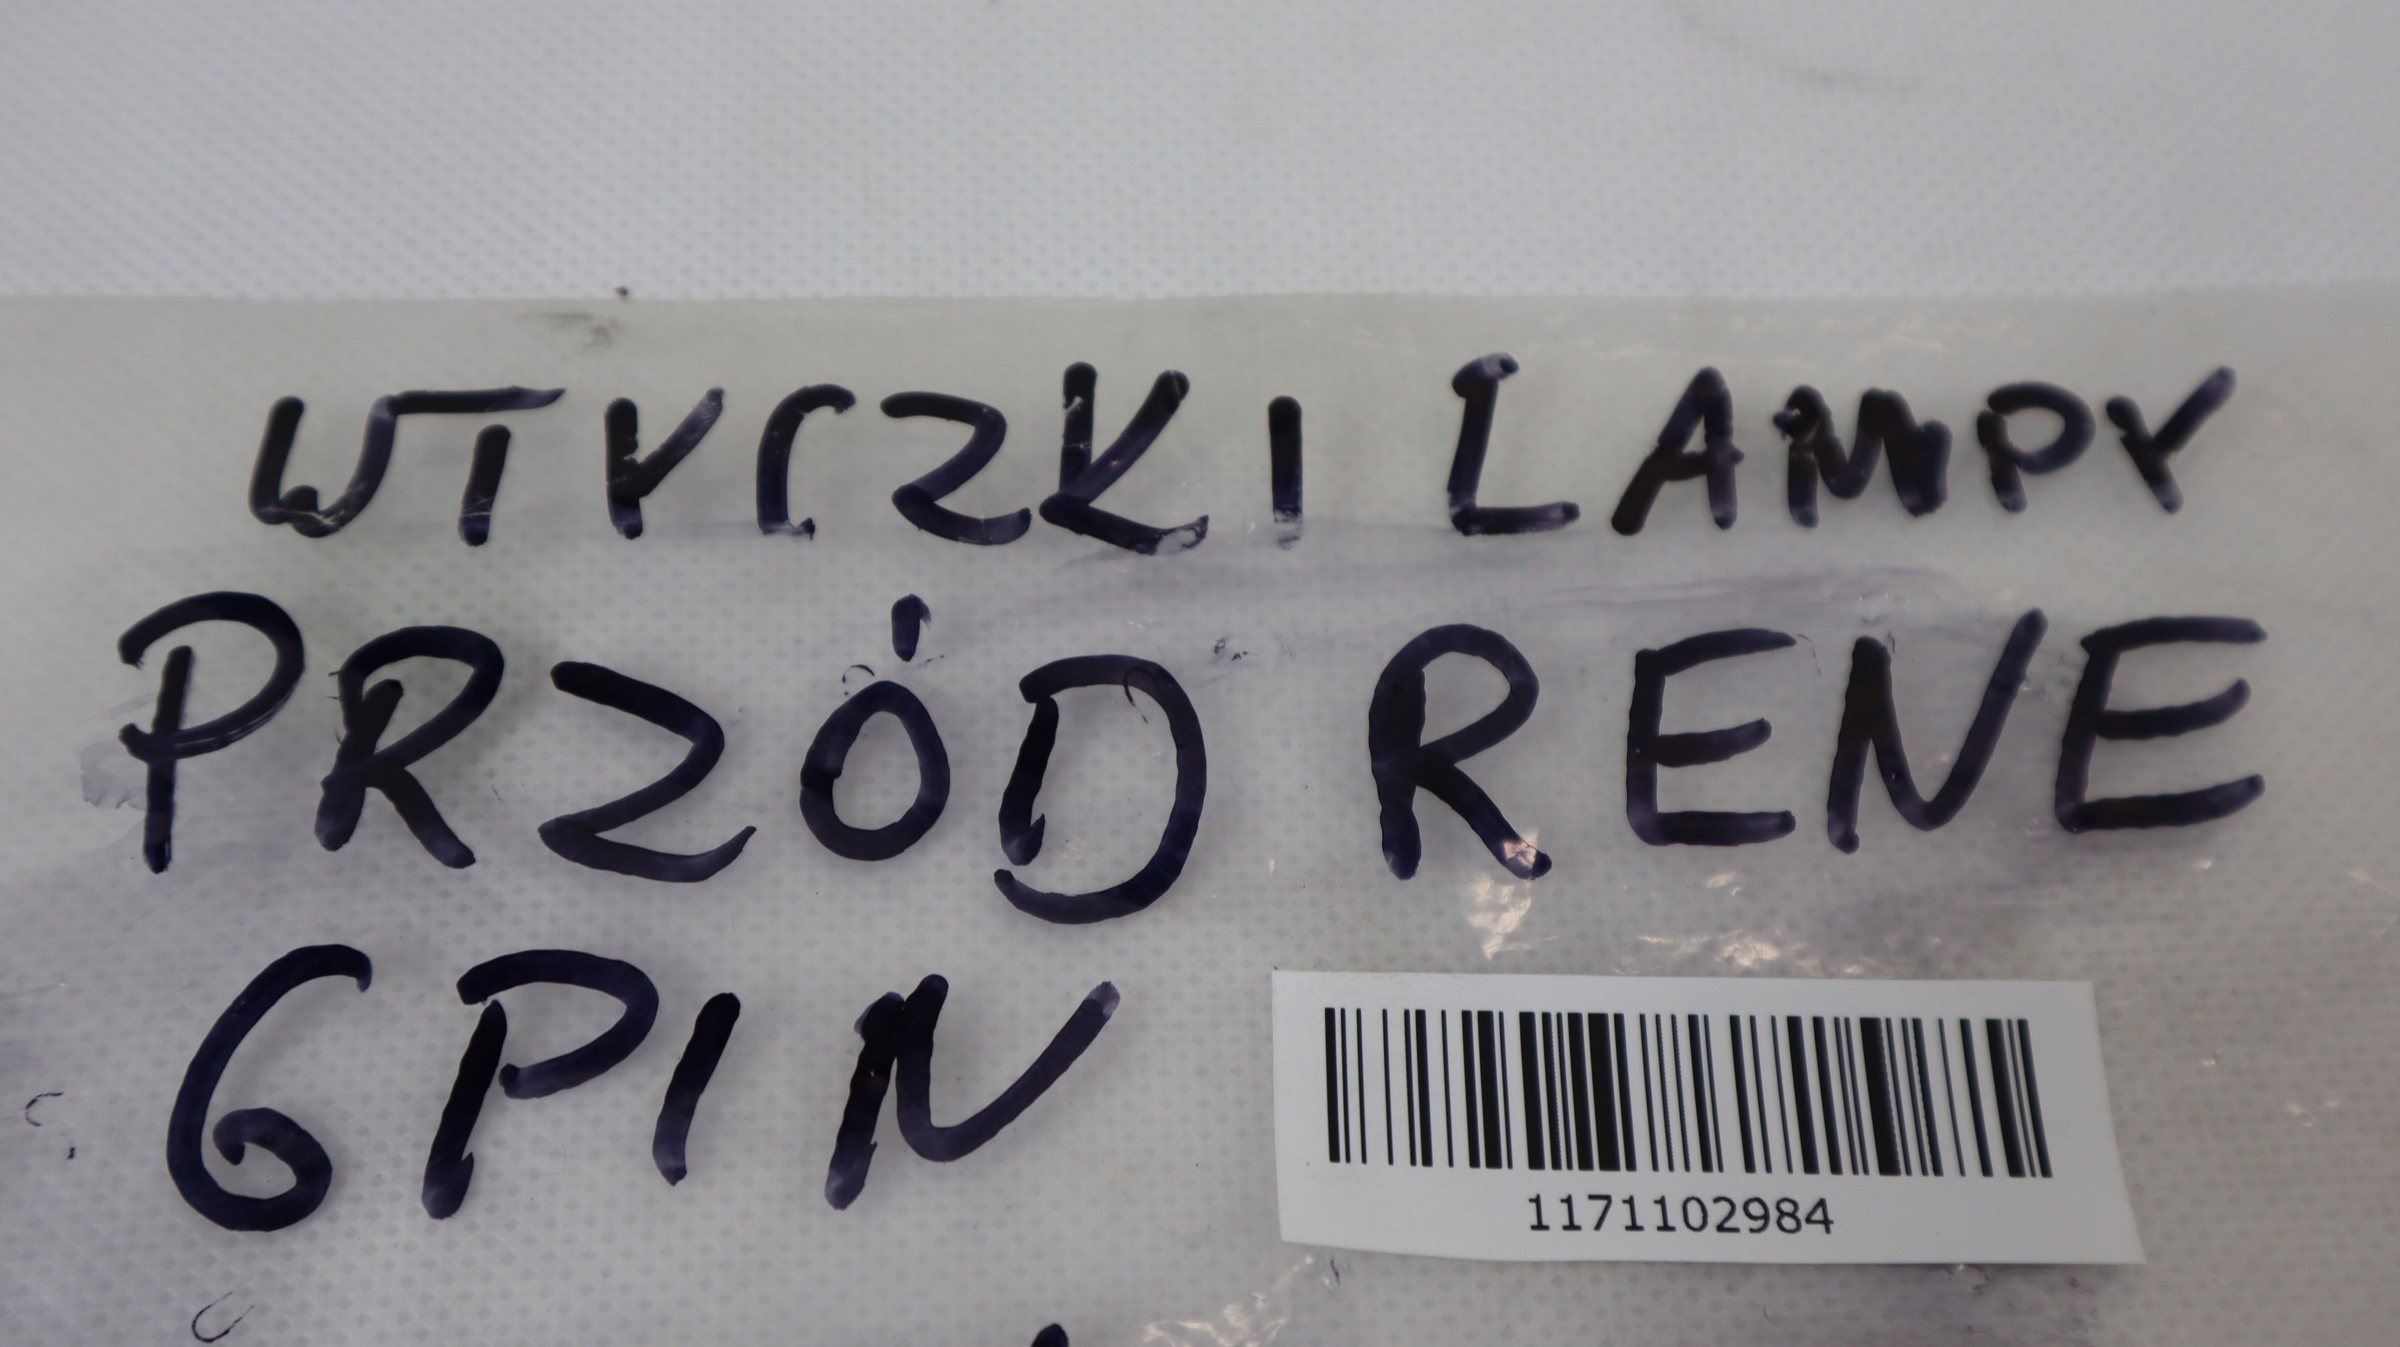 WTYCZKI LAMPY
PRZÓD RENE
6PIN
1171102984